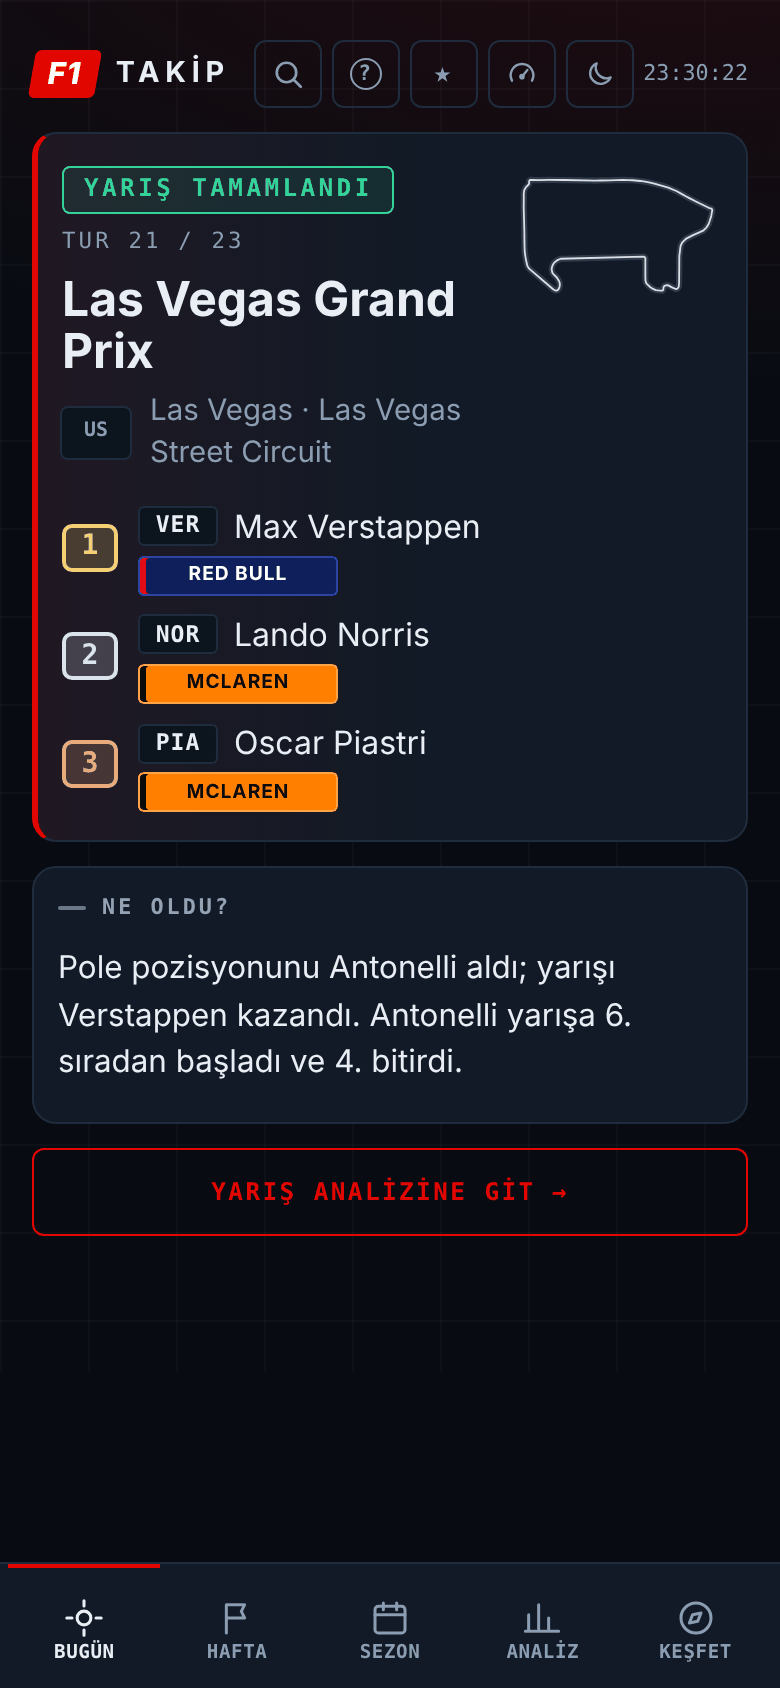 F1 TAKİP ? ★ 23:30:22
YARIŞ TAMAMLANDI
TUR 21 / 23
Las Vegas Grand
Prix
US
Las Vegas · Las Vegas
Street Circuit
1 VER Max Verstappen
RED BULL
2 NOR Lando Norris
MCLAREN
3 PIA Oscar Piastri
MCLAREN
— NE OLDU?
Pole pozisyonunu Antonelli aldı; yarışı
Verstappen kazandı. Antonelli yarışa 6.
sıradan başladı ve 4. bitirdi.
YARIŞ ANALİZİNE GİT →
BUGÜN HAFTA SEZON ANALİZ KEŞFET